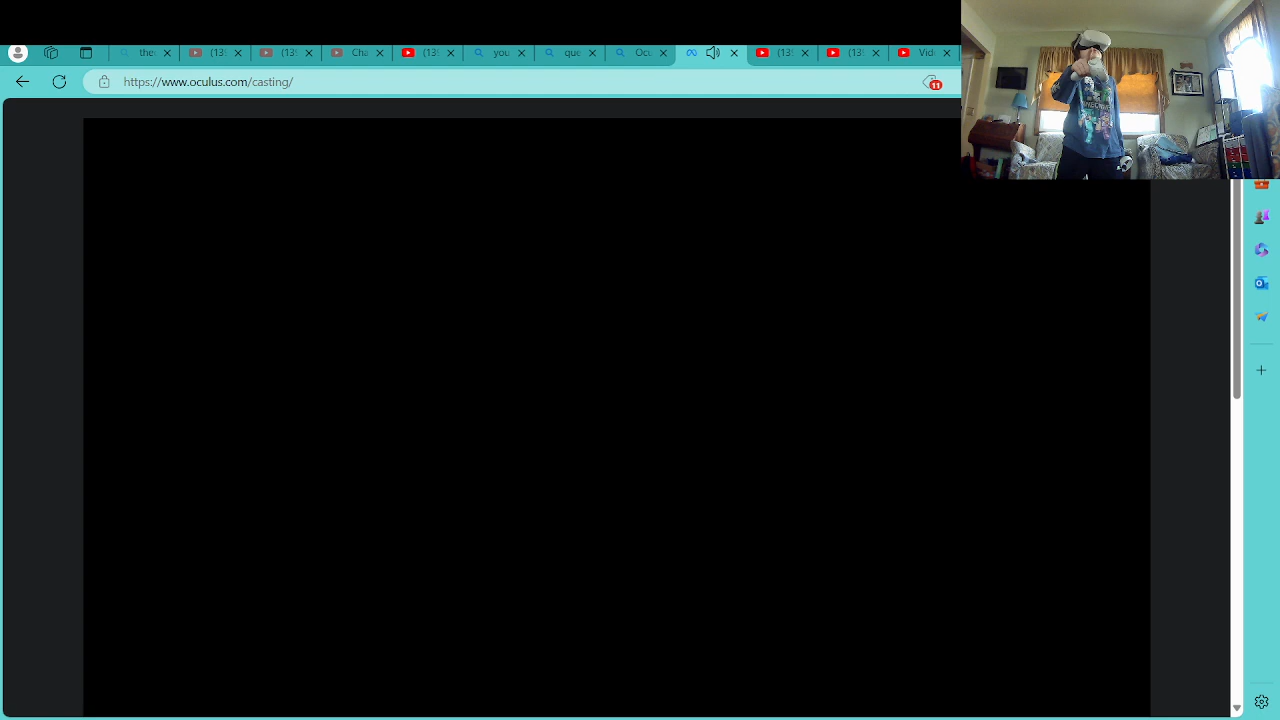 the
(13
(13
Cha
(13
you
que
Ocu
(13
(13
Vid
https://www.oculus.com/casting/
11